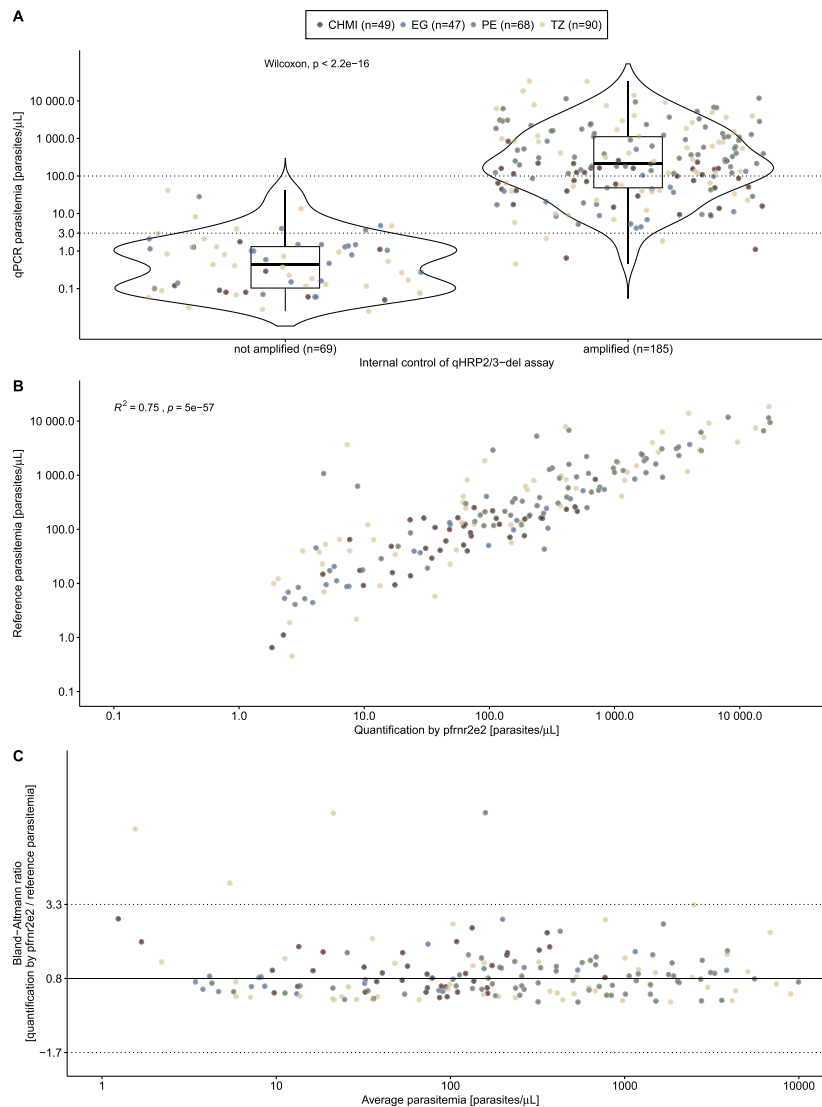 A
CHMI (n=49) EG (n=47) PE (n=68) TZ (n=90)
Wilcoxon, p < 2.2e−16
qPCR parasitemia [parasites/μL]
10 000.0
1 000.0
100.0
10.0
3.0
1.0
0.1
not amplified (n=69) amplified (n=185)
Internal control of qHRP2/3−del assay
B
R² = 0.75 , p = 5e−57
Reference parasitemia [parasites/μL]
10 000.0
1 000.0
100.0
10.0
1.0
0.1
0.1 1.0 10.0 100.0 1 000.0 10 000.0
Quantification by pfrnr2e2 [parasites/μL]
C
Bland−Altmann ratio
[quantification by pfrnr2e2 / reference parasitemia]
3.3
0.8
−1.7
1 10 100 1000 10000
Average parasitemia [parasites/μL]